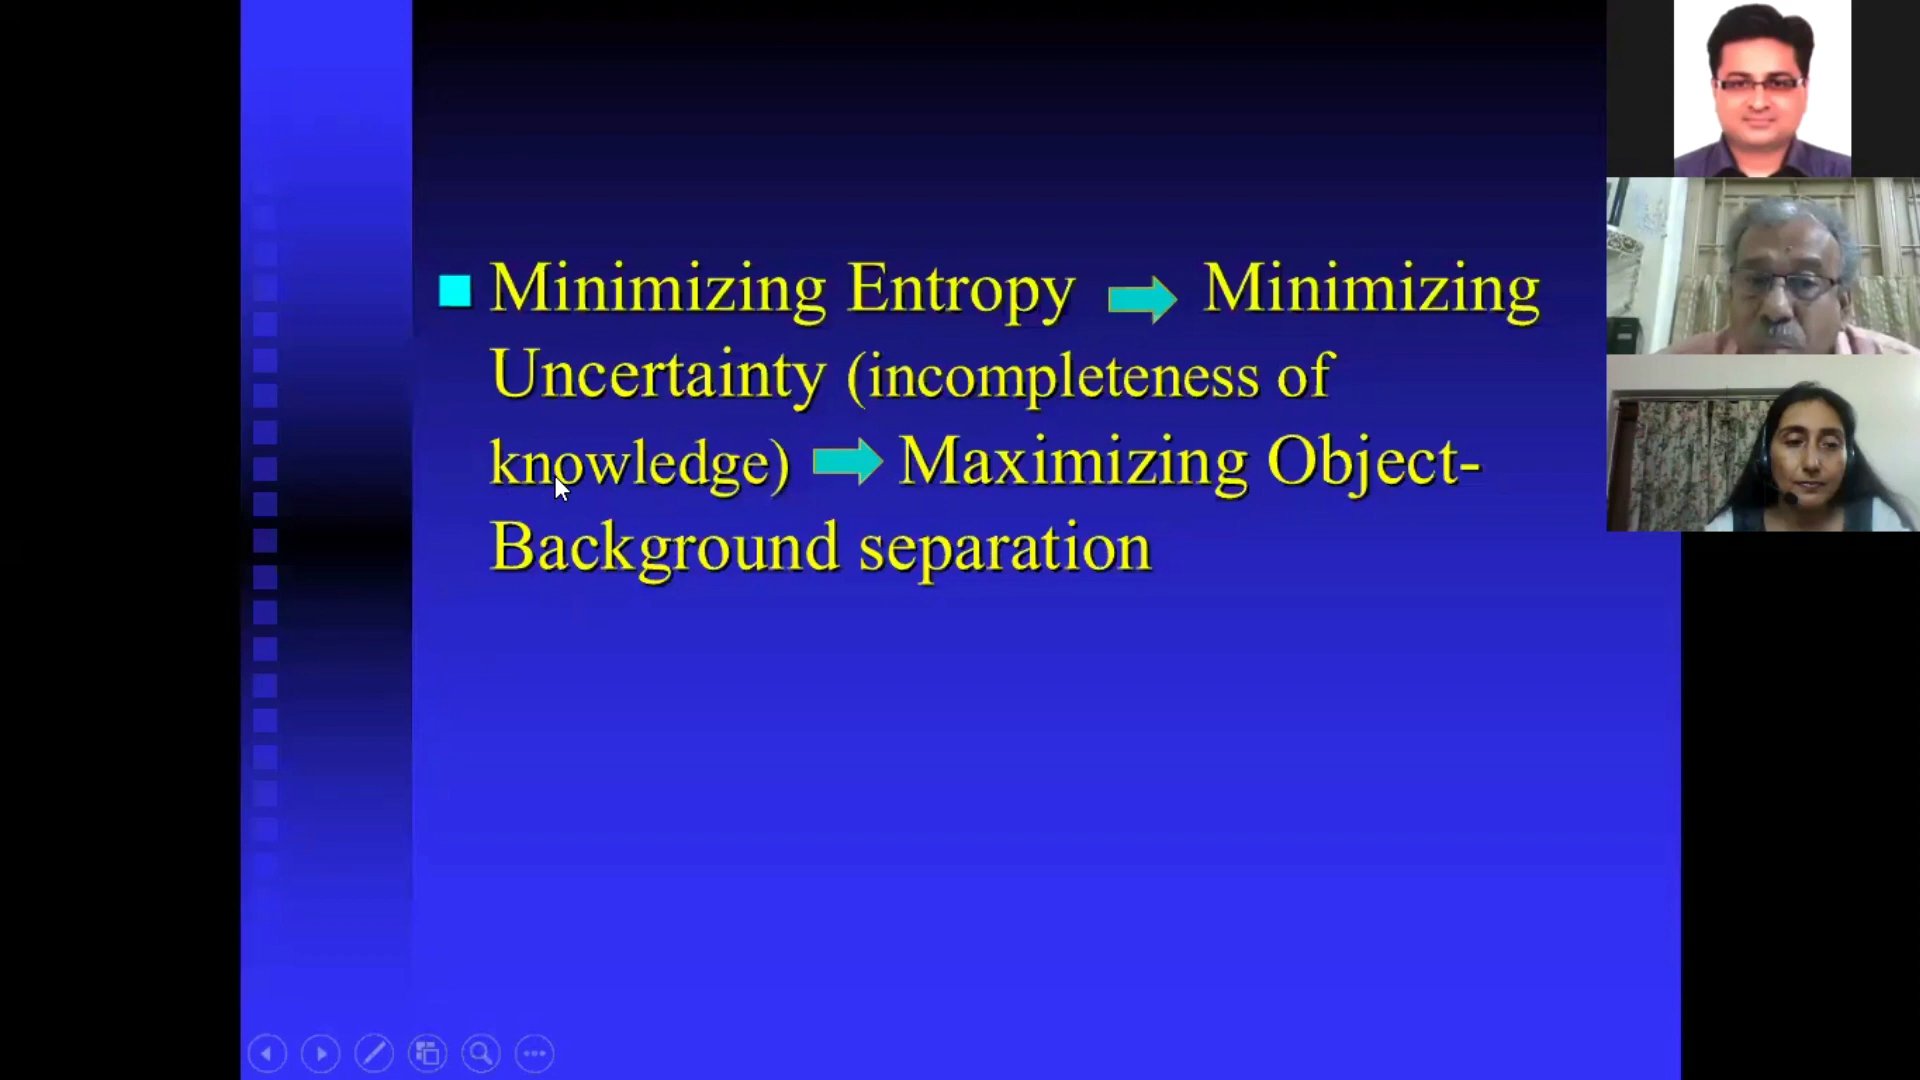 Minimizing Entropy Minimizing
Uncertainty (incompleteness of
knowledge) Maximizing Object-
Background separation